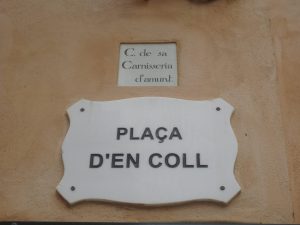 C. de sa
Carnisseria
d'amunt
PLAÇA
D'EN COLL